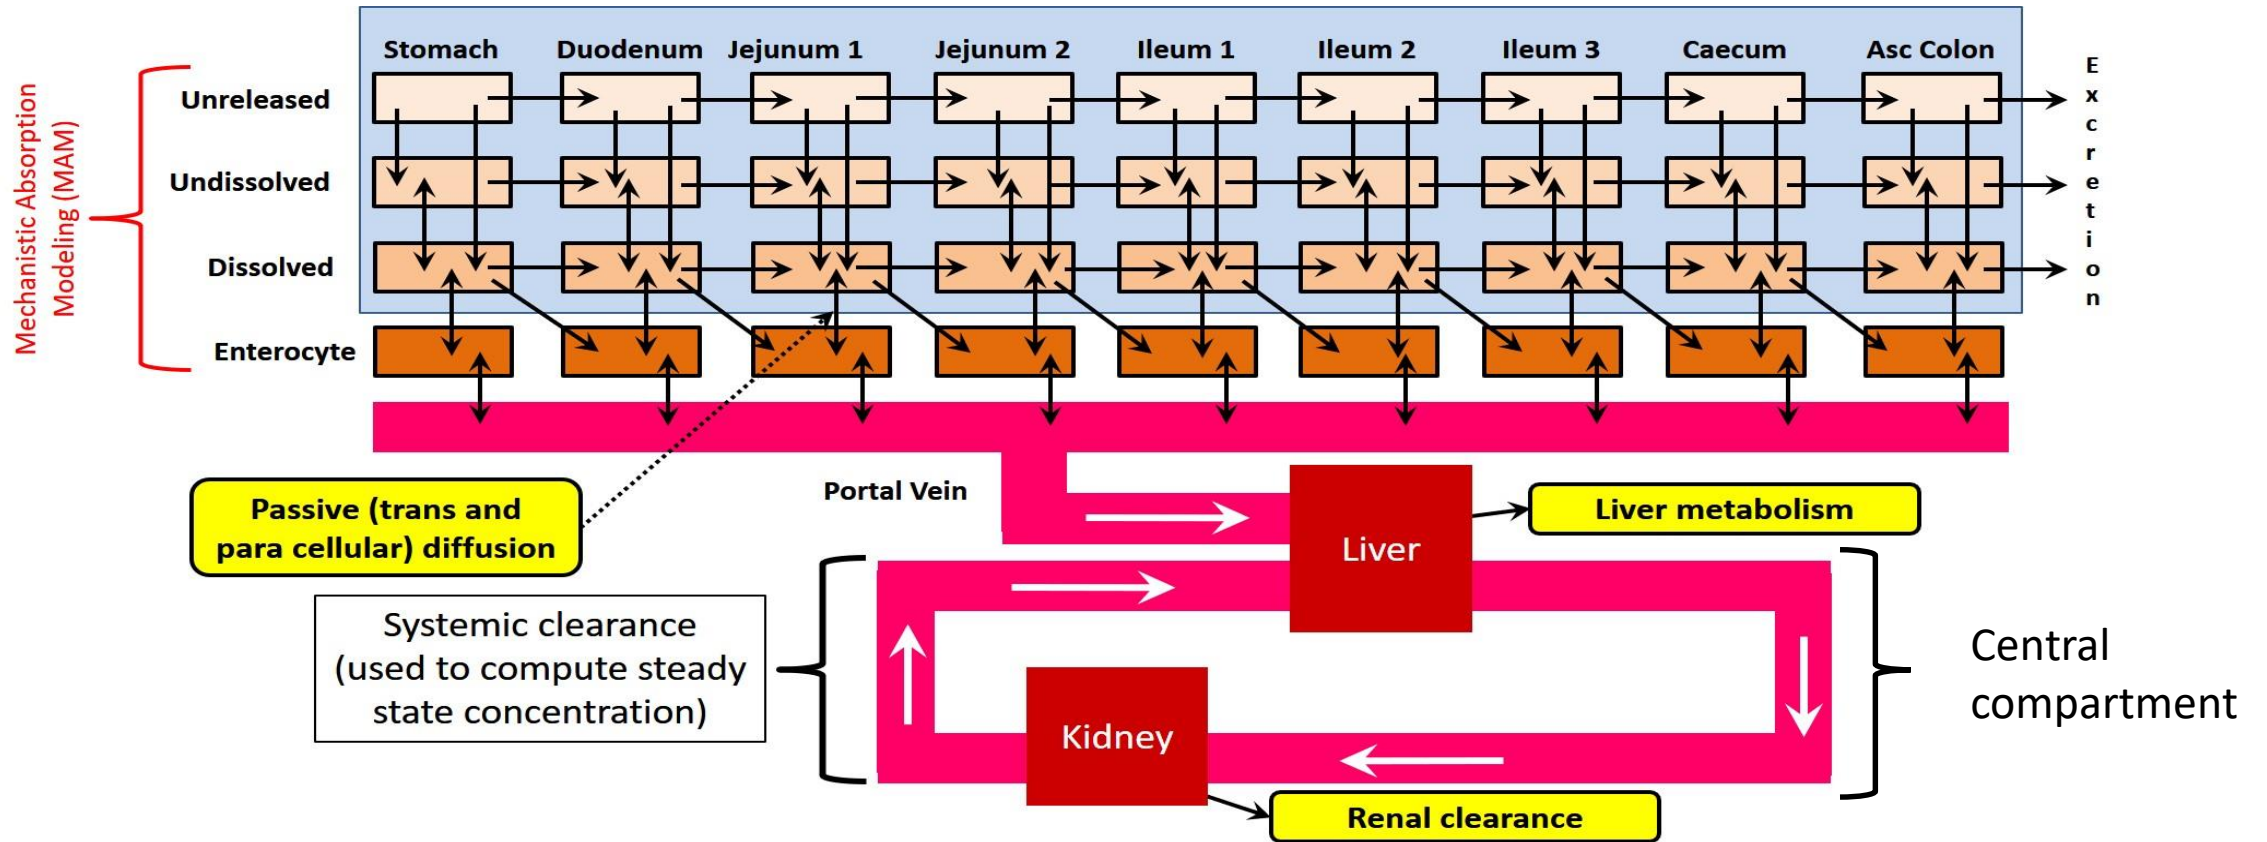 Stomach Duodenum Jejunum 1 Jejunum 2 Ileum 1 Ileum 2 Ileum 3 Caecum Asc Colon
Mechanistic Absorption
Modeling (MAM)
Unreleased
Undissolved
Dissolved
Enterocyte
Excretion
Portal Vein
Passive (trans and
para cellular) diffusion
Liver
Liver metabolism
Systemic clearance
(used to compute steady
state concentration)
Kidney
Renal clearance
Central
compartment